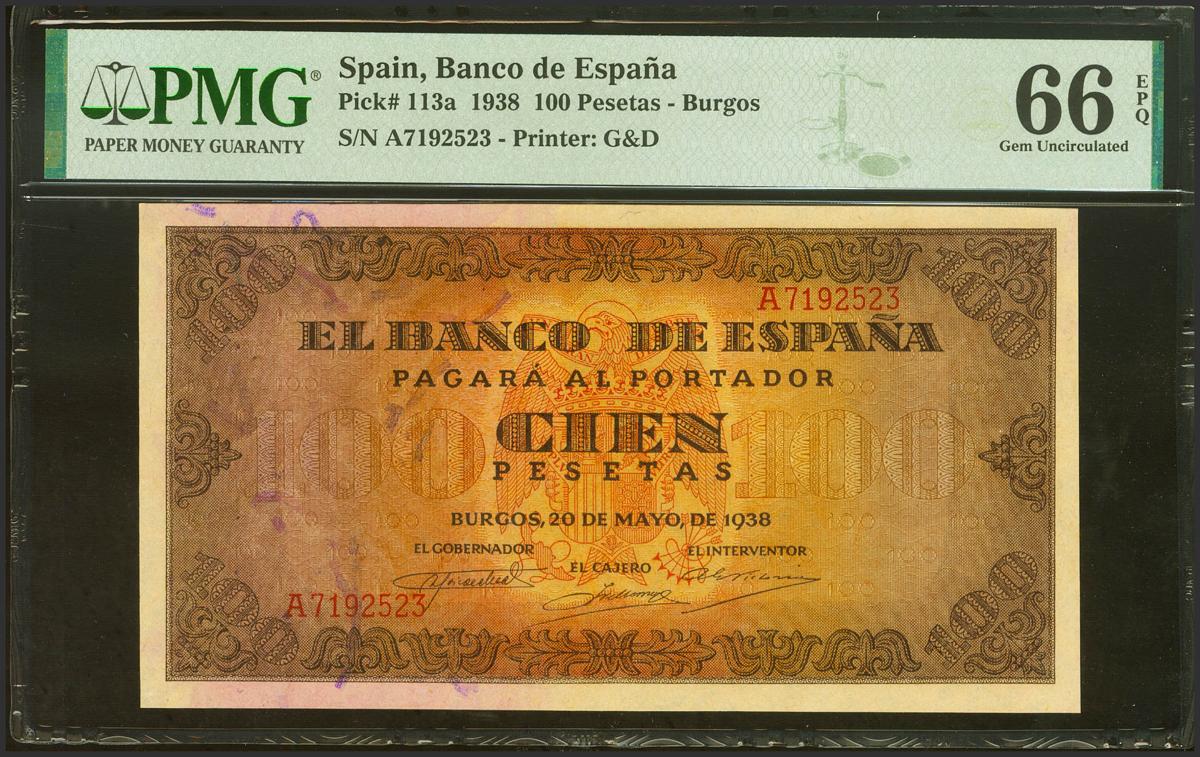 PMG®
PAPER MONEY GUARANTY
Spain, Banco de España
Pick# 113a 1938 100 Pesetas - Burgos
S/N A7192523 - Printer: G&D
66
EPQ
Gem Uncirculated
A7192523
EL BANCO DE ESPAÑA
PAGARÁ AL PORTADOR
100 CIEN 100
PESETAS
BURGOS, 20 DE MAYO, DE 1938
EL GOBERNADOR
EL CAJERO
EL INTERVENTOR
A7192523